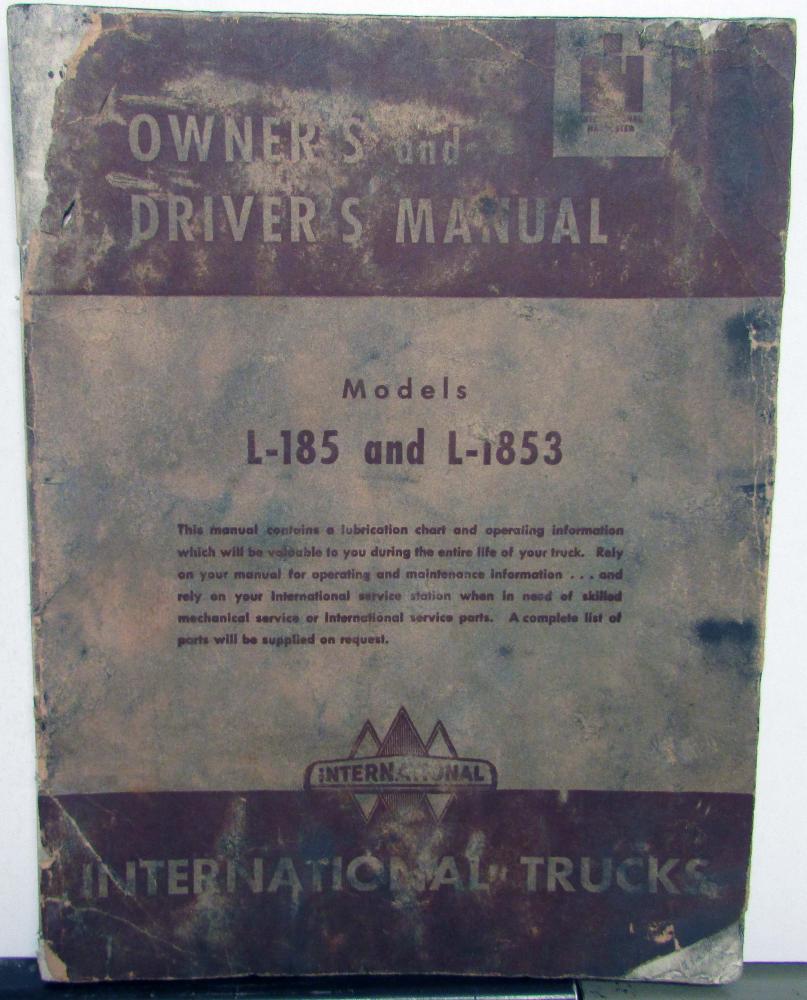 OWNER'S and
DRIVER'S MANUAL
INTERNATIONAL
HARVESTER
Models
L-185 and L-1853
This manual contains a lubrication chart and operating information
which will be valuable to you during the entire life of your truck. Rely
on your manual for operating and maintenance information . . . and
rely on your International service station when in need of skilled
mechanical service or International service parts. A complete list of
parts will be supplied on request.
INTERNATIONAL
INTERNATIONAL TRUCKS